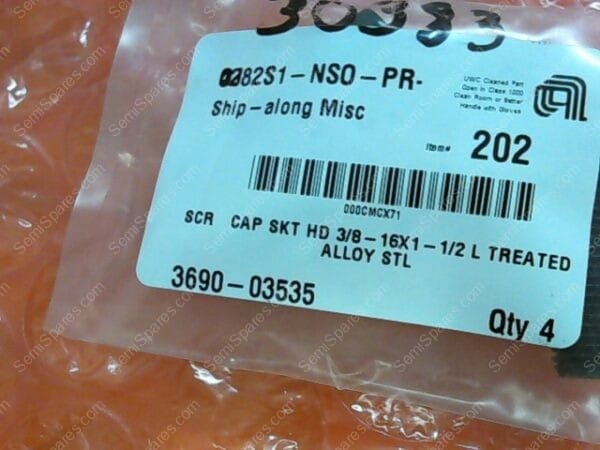 30983
0282S1-NSO-PR-
Ship-along Misc
UWC Cleaned Part
Open in Class 1000
Clean Room or Better
Handle with Gloves
Item# 202
000CMCX71
SCR CAP SKT HD 3/8-16X1-1/2 L TREATED
ALLOY STL
3690-03535
Qty 4
SemiSpares.com